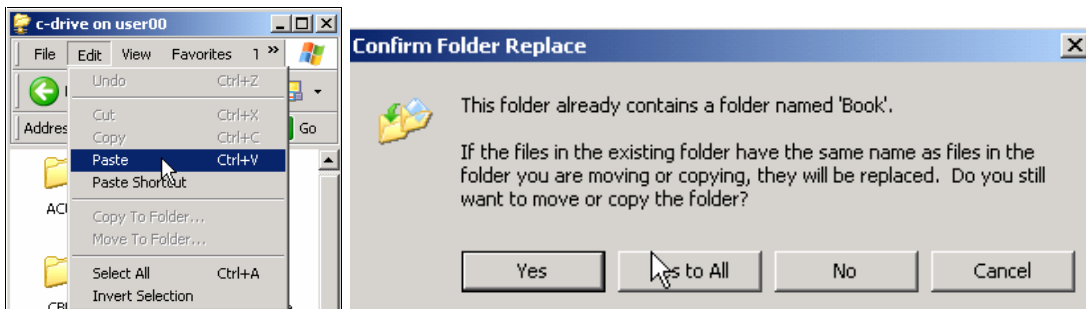 c-drive on user00
File Edit View Favorites T »
Undo Ctrl+Z
Cut Ctrl+X
Copy Ctrl+C
Go
Paste Ctrl+V
Paste Shortcut
Copy To Folder...
Move To Folder...
Select All Ctrl+A
Invert Selection
Confirm Folder Replace
This folder already contains a folder named 'Book'.
If the files in the existing folder have the same name as files in the
folder you are moving or copying, they will be replaced. Do you still
want to move or copy the folder?
Yes Yes to All No Cancel